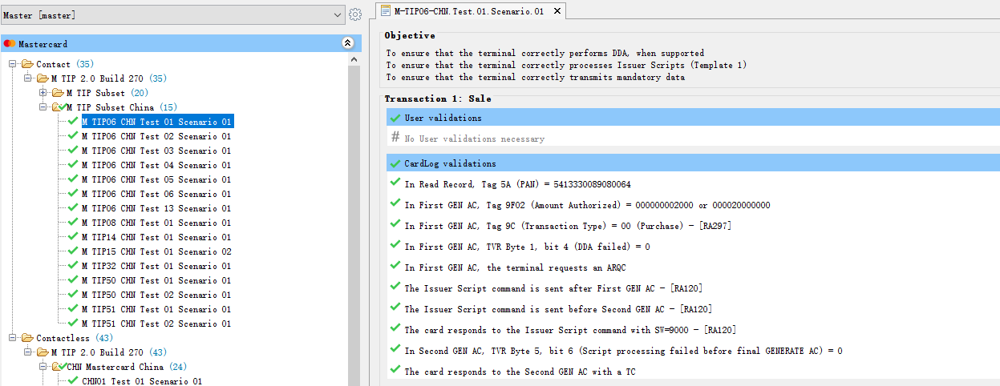 Master [master]
Mastercard
Contact (35)
M TIP 2.0 Build 270 (35)
M TIP Subset (20)
M TIP Subset China (15)
M TIP06 CHN Test 01 Scenario 01
M TIP06 CHN Test 02 Scenario 01
M TIP06 CHN Test 03 Scenario 01
M TIP06 CHN Test 04 Scenario 01
M TIP06 CHN Test 05 Scenario 01
M TIP06 CHN Test 06 Scenario 01
M TIP06 CHN Test 13 Scenario 01
M TIP08 CHN Test 01 Scenario 01
M TIP14 CHN Test 01 Scenario 01
M TIP15 CHN Test 01 Scenario 02
M TIP32 CHN Test 01 Scenario 01
M TIP50 CHN Test 01 Scenario 01
M TIP50 CHN Test 02 Scenario 01
M TIP51 CHN Test 01 Scenario 01
M TIP51 CHN Test 02 Scenario 01
Contactless (43)
M TIP 2.0 Build 270 (43)
CHN Mastercard China (24)
CHN01 Test 01 Scenario 01
M-TIP06-CHN.Test.01.Scenario.01
Objective
To ensure that the terminal correctly performs DDA, when supported
To ensure that the terminal correctly processes Issuer Scripts (Template 1)
To ensure that the terminal correctly transmits mandatory data
Transaction 1: Sale
User validations
# No User validations necessary
CardLog validations
In Read Record, Tag 5A (PAN) = 5413330089080064
In First GEN AC, Tag 9F02 (Amount Authorized) = 000000002000 or 000020000000
In First GEN AC, Tag 9C (Transaction Type) = 00 (Purchase) - [RA297]
In First GEN AC, TVR Byte 1, bit 4 (DDA failed) = 0
In First GEN AC, the terminal requests an ARQC
The Issuer Script command is sent after First GEN AC - [RA120]
The Issuer Script command is sent before Second GEN AC - [RA120]
The card responds to the Issuer Script command with SW=9000 - [RA120]
In Second GEN AC, TVR Byte 5, bit 6 (Script processing failed before final GENERATE AC) = 0
The card responds to the Second GEN AC with a TC